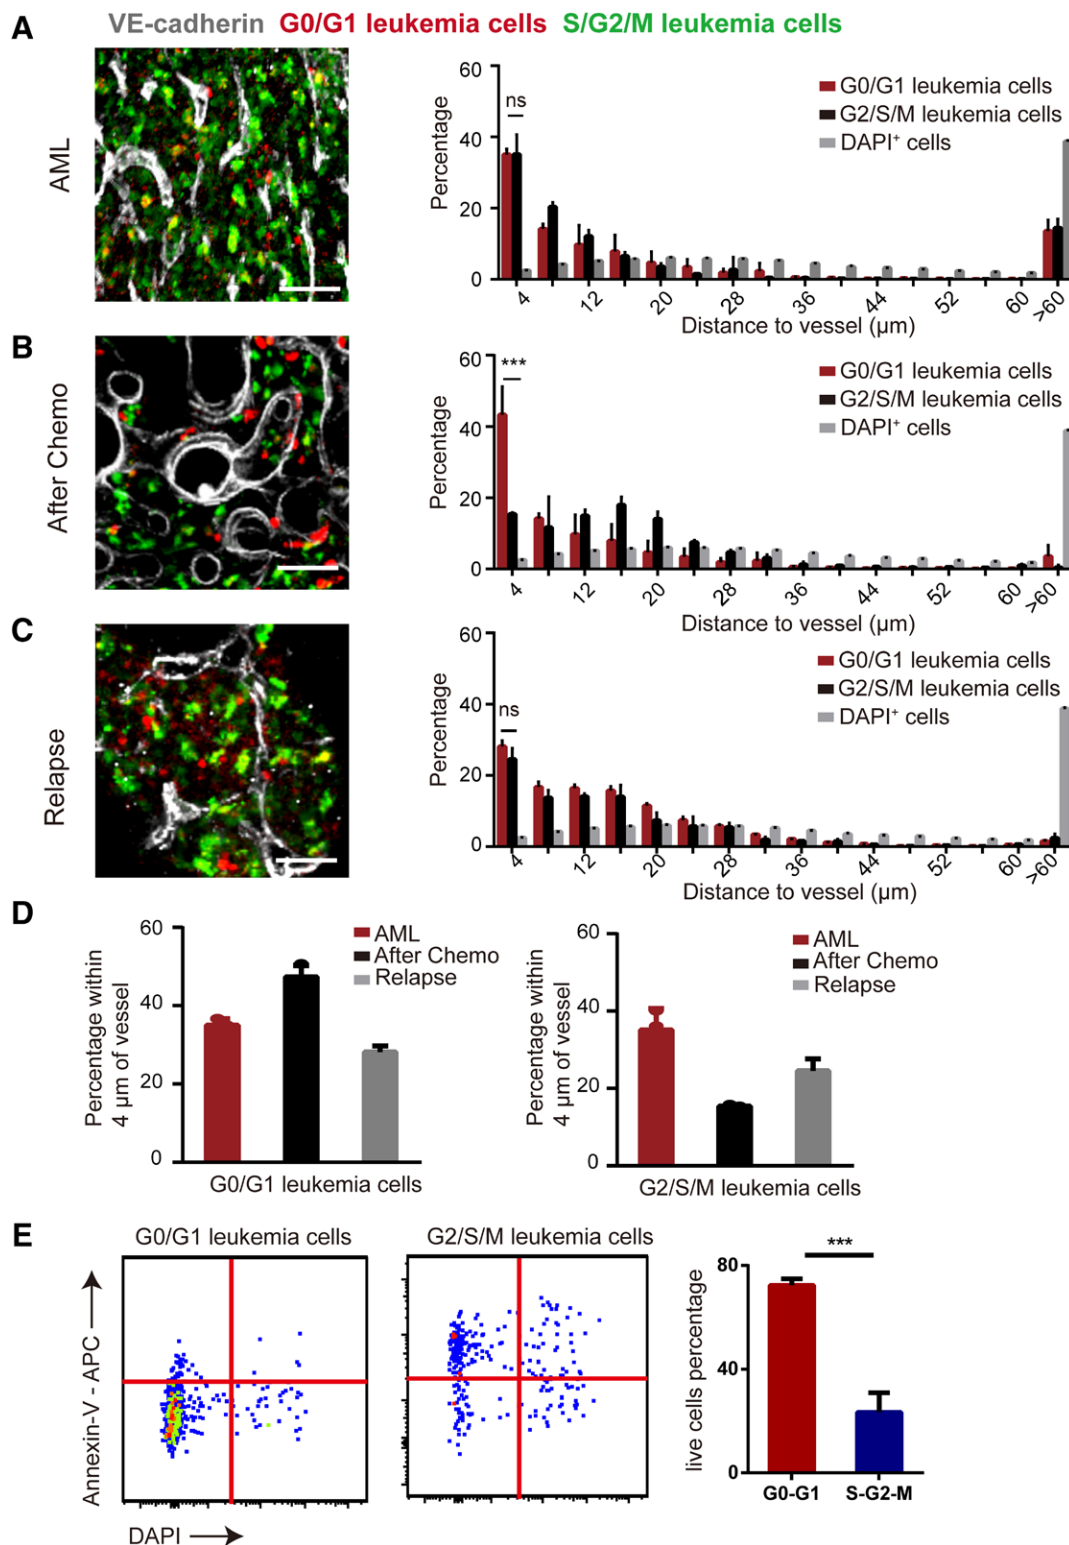 A
VE-cadherin G0/G1 leukemia cells S/G2/M leukemia cells
AML
Percentage
60
40
20
0
ns
G0/G1 leukemia cells
G2/S/M leukemia cells
DAPI⁺ cells
4 12 20 28 36 44 52 60 >60
Distance to vessel (µm)
B
After Chemo
Percentage
60
40
20
0
***
G0/G1 leukemia cells
G2/S/M leukemia cells
DAPI⁺ cells
4 12 20 28 36 44 52 60 >60
Distance to vessel (µm)
C
Relapse
Percentage
60
40
20
0
ns
G0/G1 leukemia cells
G2/S/M leukemia cells
DAPI⁺ cells
4 12 20 28 36 44 52 60 >60
Distance to vessel (µm)
D
Percentage within
4 µm of vessel
60
40
20
0
AML
After Chemo
Relapse
G0/G1 leukemia cells
Percentage within
4 µm of vessel
60
40
20
0
AML
After Chemo
Relapse
G2/S/M leukemia cells
E
G0/G1 leukemia cells
G2/S/M leukemia cells
Annexin-V - APC
DAPI
live cells percentage
80
40
0
***
G0-G1 S-G2-M